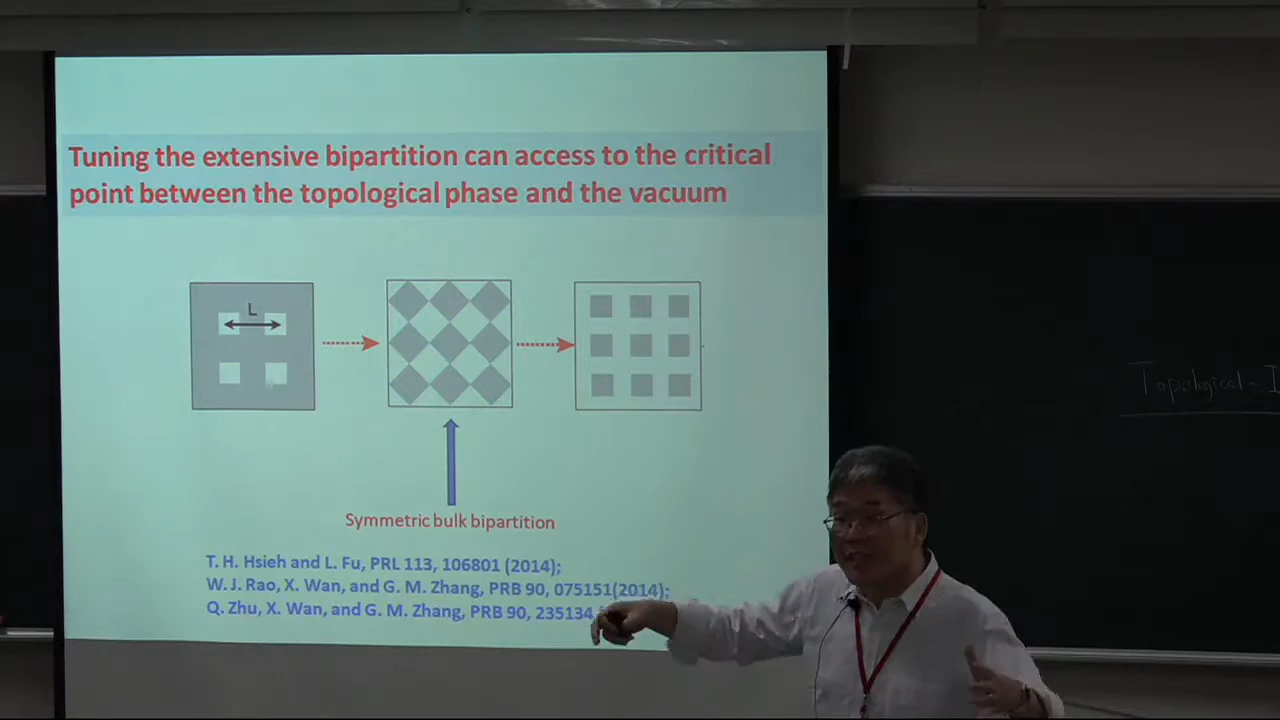 Tuning the extensive bipartition can access to the critical
point between the topological phase and the vacuum
L
Symmetric bulk bipartition
T. H. Hsieh and L. Fu, PRL 113, 106801 (2014);
W. J. Rao, X. Wan, and G. M. Zhang, PRB 90, 075151(2014);
Q. Zhu, X. Wan, and G. M. Zhang, PRB 90, 235134
Topological - I